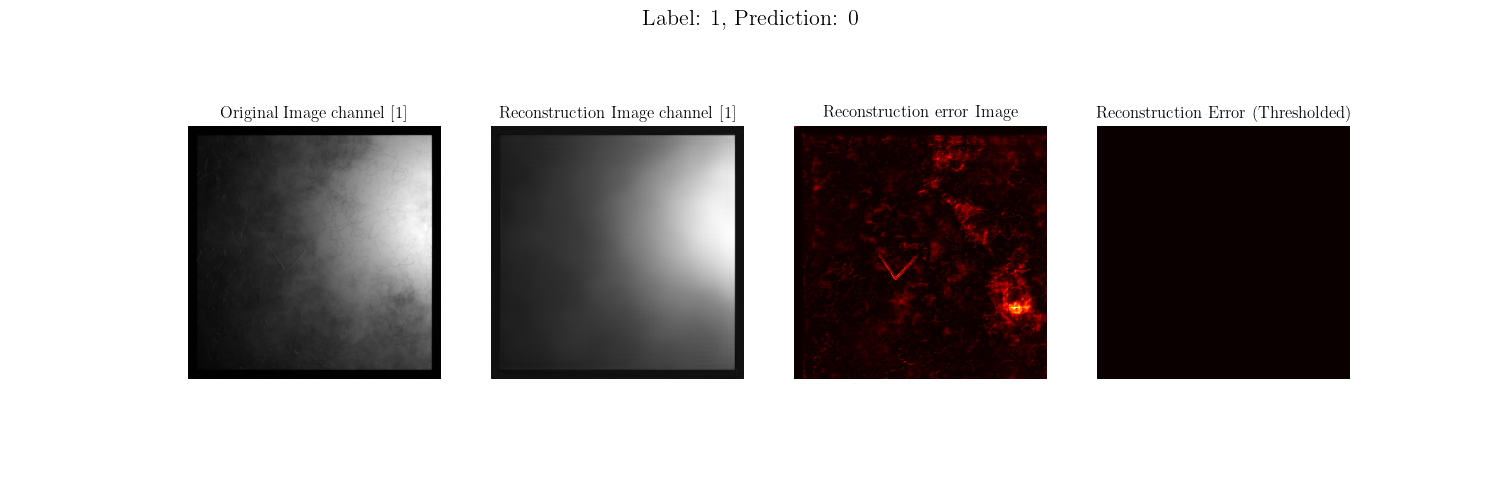 Label: 1, Prediction: 0
Original Image channel [1]
Reconstruction Image channel [1]
Reconstruction error Image
Reconstruction Error (Thresholded)